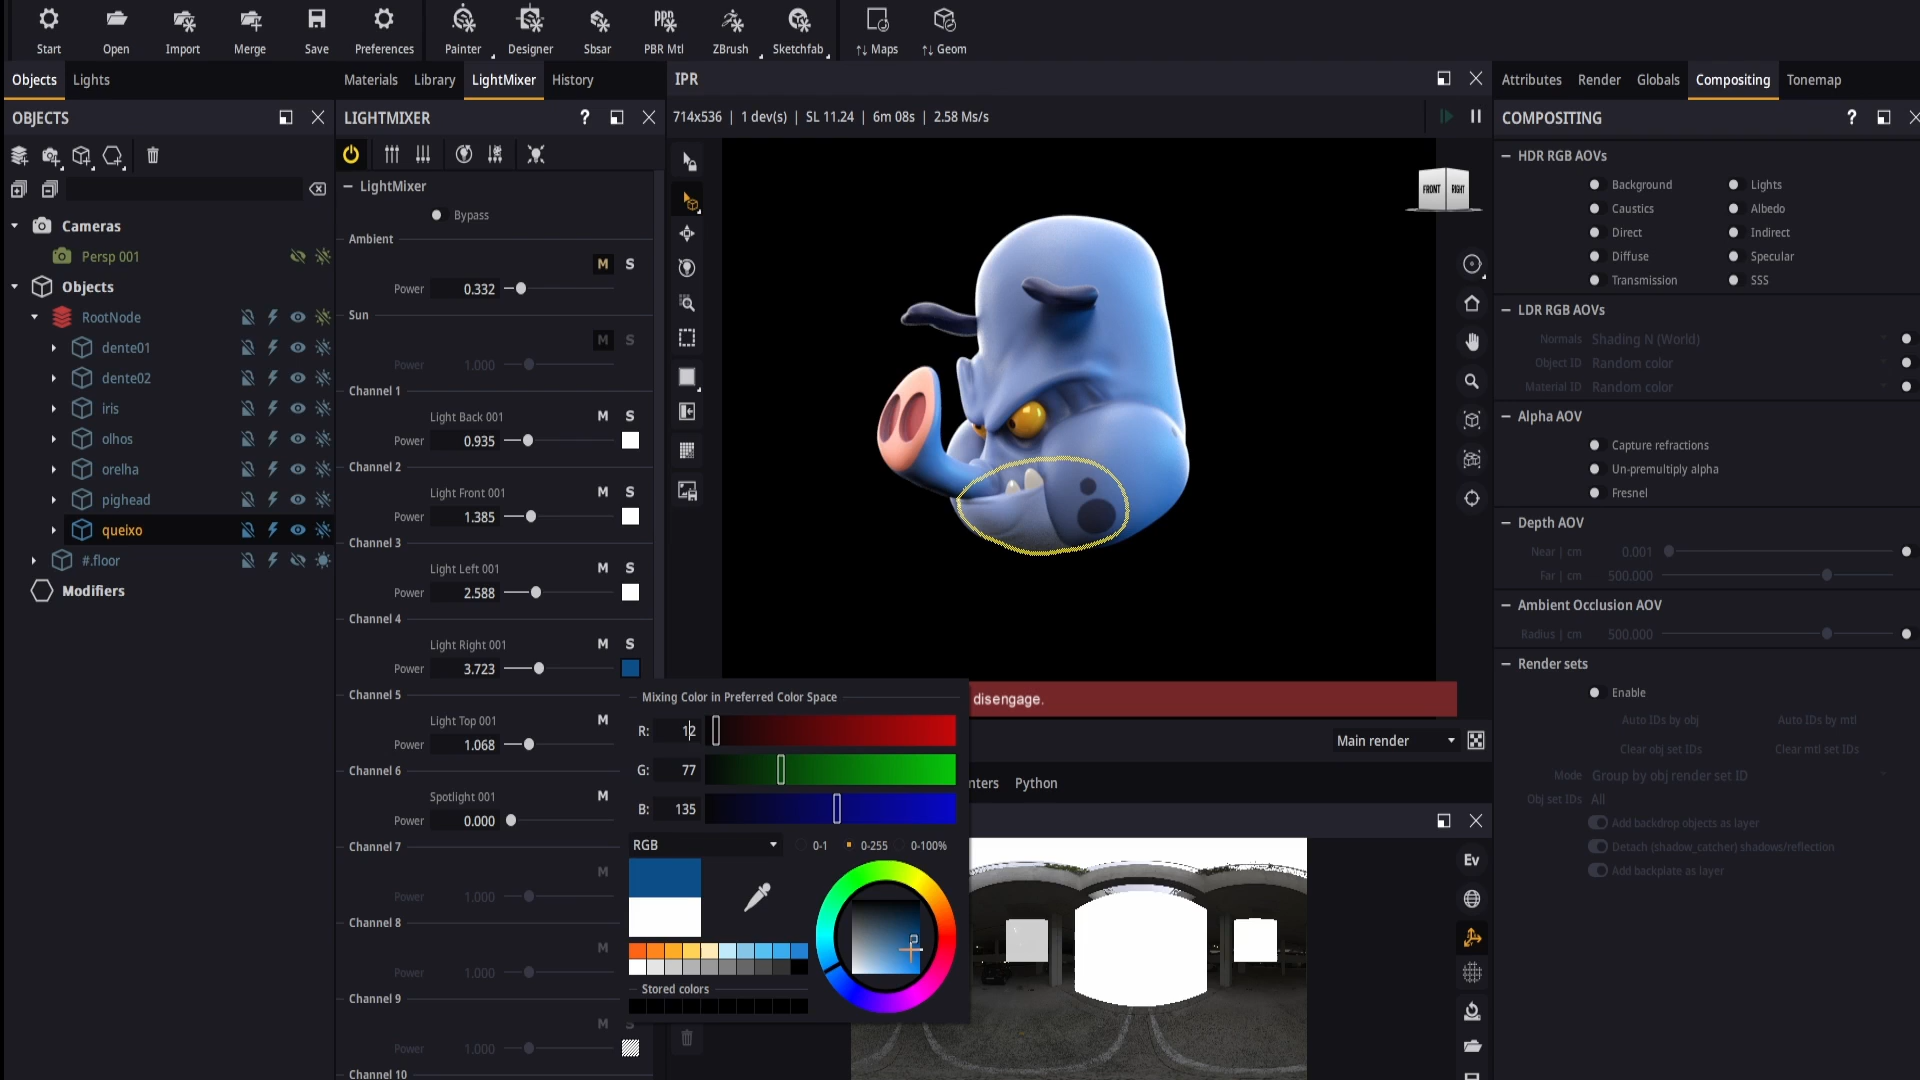 Start Open Import Merge Save Preferences Painter Designer Sbsar PBR Mtl ZBrush Sketchfab ↑↓ Maps ↑↓ Geom
Objects Lights
OBJECTS
Cameras
Persp 001
Objects
RootNode
dente01
dente02
iris
olhos
orelha
pighead
queixo
#.floor
Modifiers
Materials Library LightMixer History
LIGHTMIXER ?
LightMixer
Bypass
Ambient
M S
Power 0.332
Sun
M S
Power 1.000
Channel 1
Light Back 001 M S
Power 0.935
Channel 2
Light Front 001 M S
Power 1.385
Channel 3
Light Left 001 M S
Power 2.588
Channel 4
Light Right 001 M S
Power 3.723
Channel 5
Light Top 001 M
Power 1.068
Channel 6
Spotlight 001 M
Power 0.000
Channel 7
M
Power 1.000
Channel 8
M
Power 1.000
Channel 9
M S
Power 1.000
Channel 10
Mixing Color in Preferred Color Space
R: 12
G: 77
B: 135
RGB 0-1 0-255 0-100%
Stored colors
IPR
714x536 | 1 dev(s) | SL 11.24 | 6m 08s | 2.58 Ms/s
FRONT RIGHT
disengage.
Main render
nters Python
Ev
Attributes Render Globals Compositing Tonemap
COMPOSITING ?
HDR RGB AOVs
Background Lights
Caustics Albedo
Direct Indirect
Diffuse Specular
Transmission SSS
LDR RGB AOVs
Normals Shading N (World)
Object ID Random color
Material ID Random color
Alpha AOV
Capture refractions
Un-premultiply alpha
Fresnel
Depth AOV
Near | cm 0.001
Far | cm 500.000
Ambient Occlusion AOV
Radius | cm 500.000
Render sets
Enable
Auto IDs by obj Auto IDs by mtl
Clear obj set IDs Clear mtl set IDs
Mode Group by obj render set ID
Obj set IDs All
Add backdrop objects as layer
Detach (shadow_catcher) shadows/reflection
Add backplate as layer